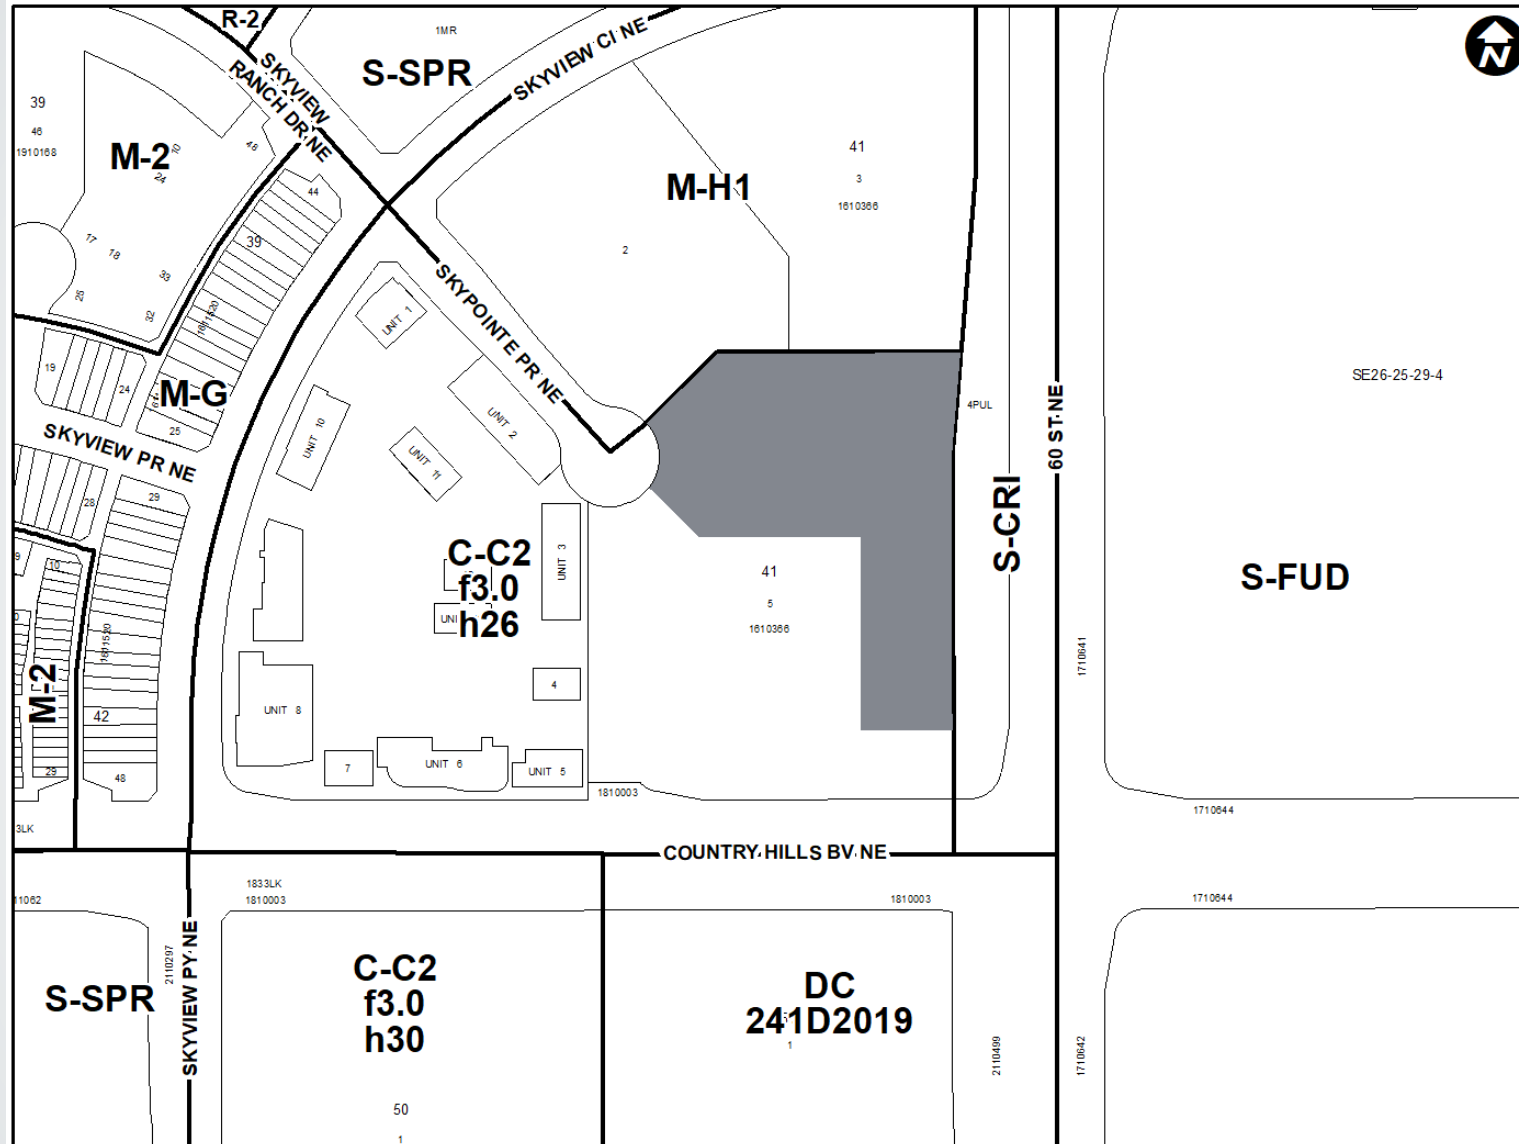 R-2
1MR
S-SPR
SKYVIEW CI NE
N
SKYVIEW
RANCH DR NE
39
46
1910168
M-2
10
24
48
44
39
17
18
33
25
32
1611520
M-H1
41
3
1610366
2
SKYPOINTE PR NE
UNIT 1
UNIT 2
UNIT 10
UNIT 11
19
24
M-G
25
SKYVIEW PR NE
28
29
10
M-2
1811520
42
29
48
3LK
C-C2
f3.0
h26
UNIT 3
4
UNIT 8
7
UNIT 6
UNIT 5
41
5
1610366
1810003
4PUL
S-CRI
60 ST NE
SE26-25-29-4
S-FUD
1710641
1710644
COUNTRY HILLS BV NE
1833LK
1810003
1810003
1710644
11062
2110297
S-SPR
SKYVIEW PY NE
C-C2
f3.0
h30
50
1
DC
241D2019
1
2110499
1710642